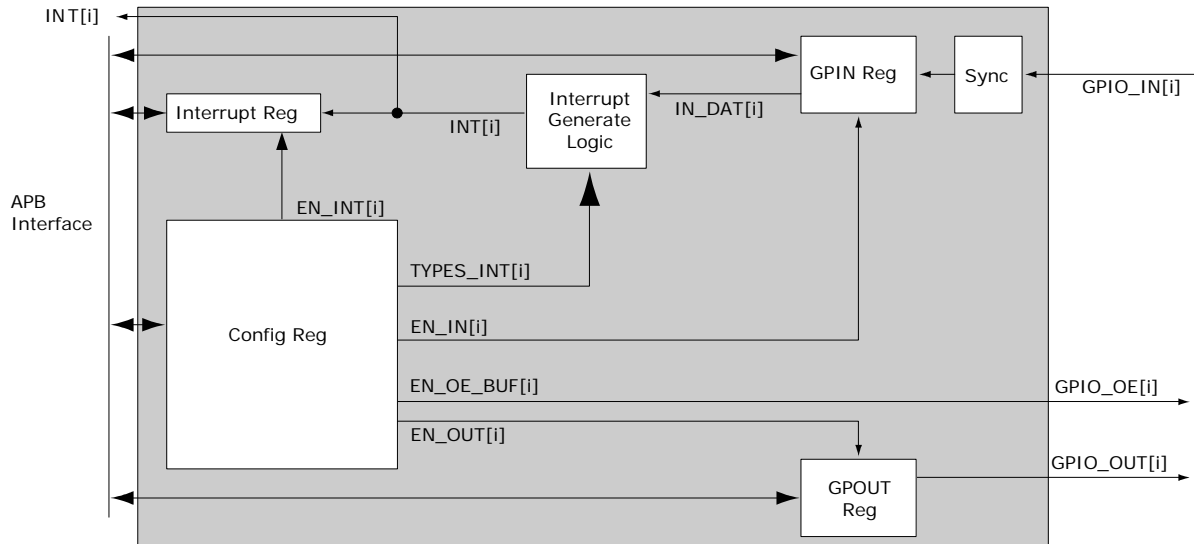 INT[i]
GPIN Reg
Sync
GPIO_IN[i]
Interrupt Reg
INT[i]
Interrupt
Generate
Logic
IN_DAT[i]
APB
Interface
EN_INT[i]
TYPES_INT[i]
Config Reg
EN_IN[i]
EN_OE_BUF[i]
GPIO_OE[i]
EN_OUT[i]
GPIO_OUT[i]
GPOUT
Reg